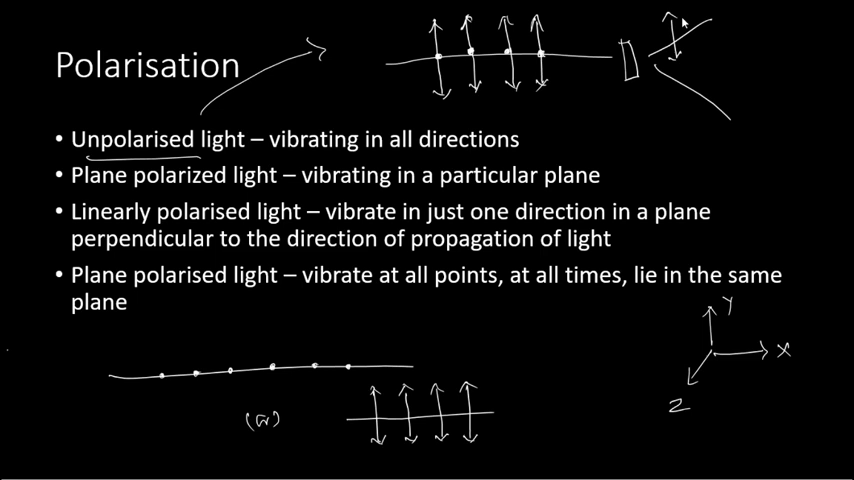 Polarisation
• Unpolarised light – vibrating in all directions
• Plane polarized light – vibrating in a particular plane
• Linearly polarised light – vibrate in just one direction in a plane
perpendicular to the direction of propagation of light
• Plane polarised light – vibrate at all points, at all times, lie in the same
plane
Y
X
Z